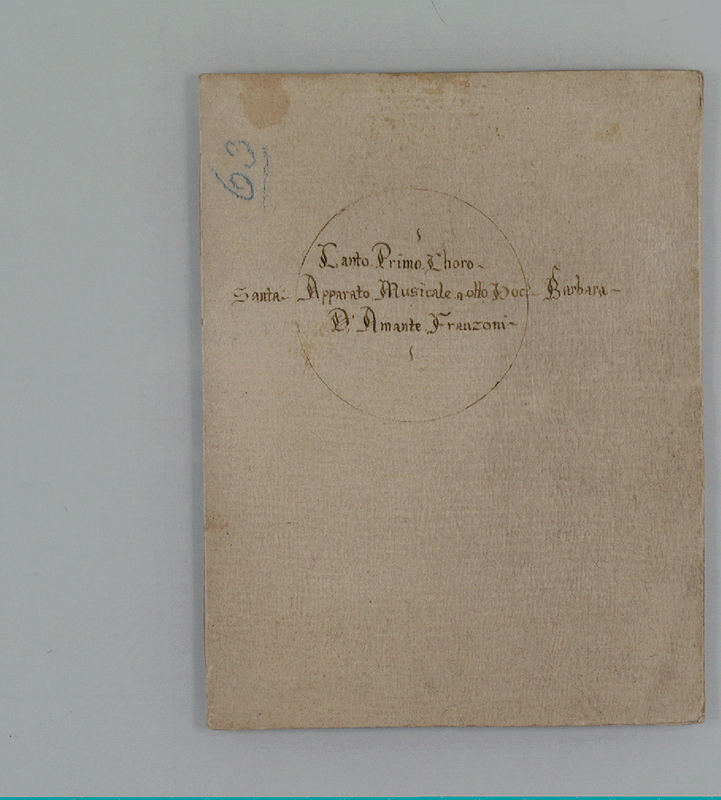 63
Canto Primo Choro
Santa Apparato Musicale a otto Voci Barbara
D' Amante Franzoni